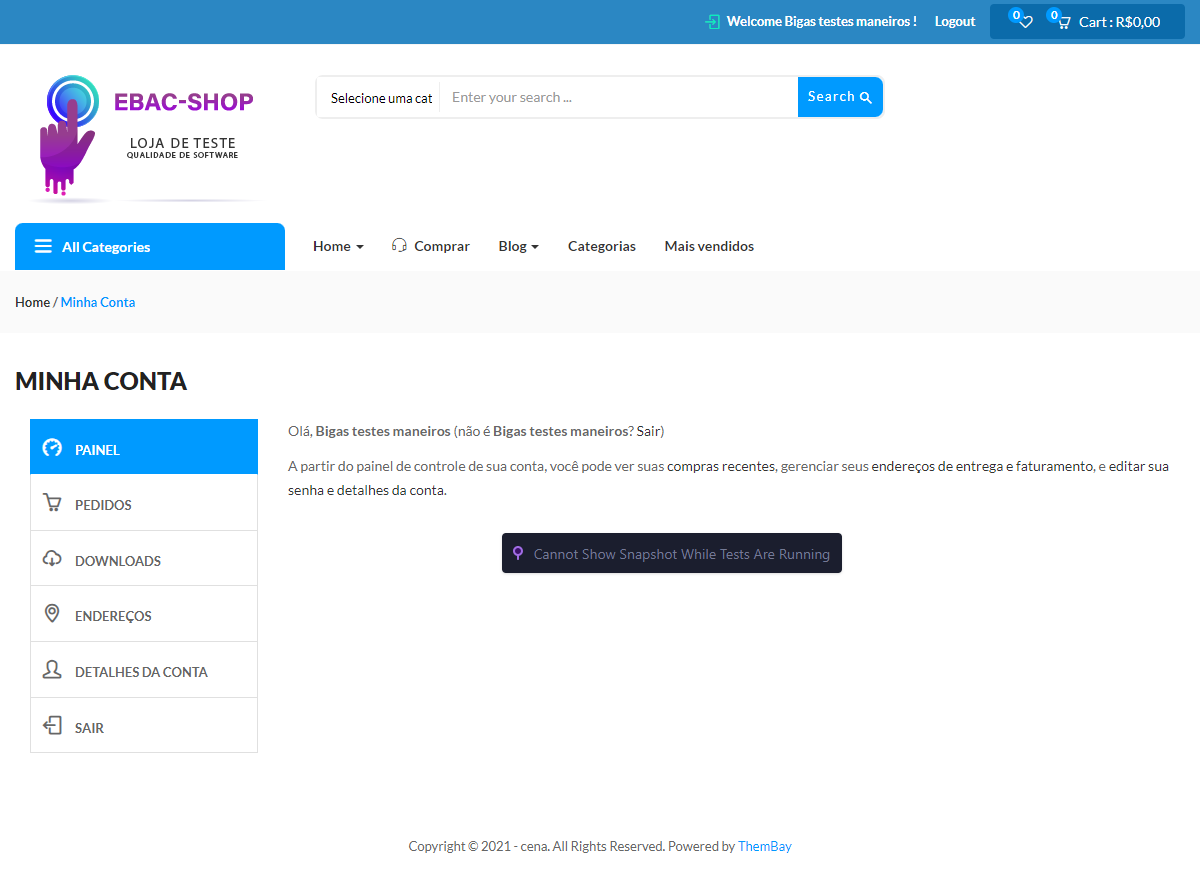 Welcome Bigas testes maneiros ! Logout 0 0 Cart : R$0,00
EBAC-SHOP
LOJA DE TESTE
QUALIDADE DE SOFTWARE
Selecione uma cat Enter your search ... Search
All Categories Home Comprar Blog Categorias Mais vendidos
Home / Minha Conta
MINHA CONTA
PAINEL
PEDIDOS
DOWNLOADS
ENDEREÇOS
DETALHES DA CONTA
SAIR
Olá, Bigas testes maneiros (não é Bigas testes maneiros? Sair)
A partir do painel de controle de sua conta, você pode ver suas compras recentes, gerenciar seus endereços de entrega e faturamento, e editar sua
senha e detalhes da conta.
Cannot Show Snapshot While Tests Are Running
Copyright © 2021 - cena. All Rights Reserved. Powered by ThemBay